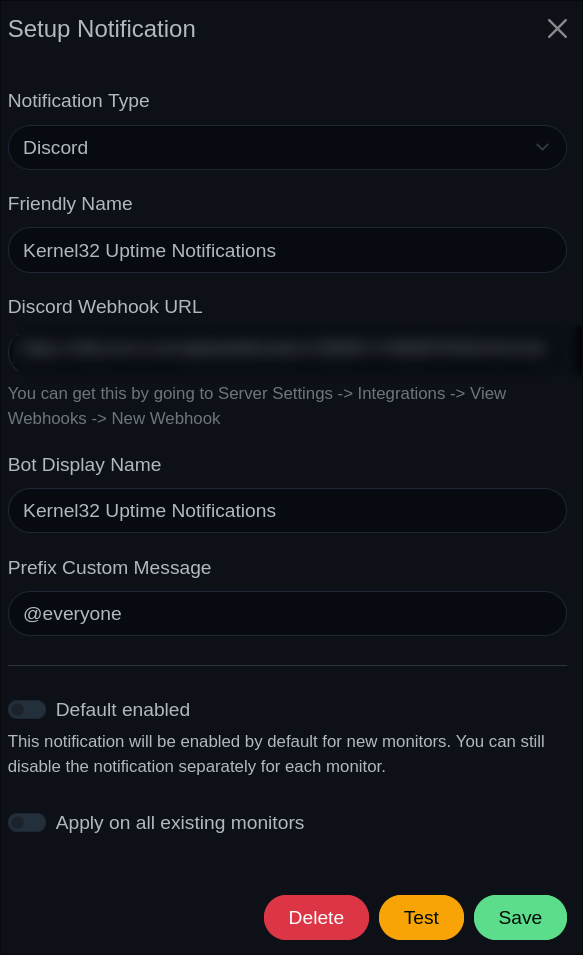 Setup Notification
Notification Type
Discord
Friendly Name
Kernel32 Uptime Notifications
Discord Webhook URL
You can get this by going to Server Settings -> Integrations -> View
Webhooks -> New Webhook
Bot Display Name
Kernel32 Uptime Notifications
Prefix Custom Message
@everyone
Default enabled
This notification will be enabled by default for new monitors. You can still
disable the notification separately for each monitor.
Apply on all existing monitors
Delete Test Save